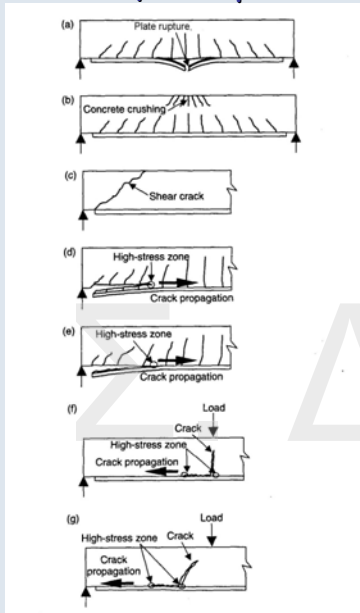 (a)
Plate rupture,
(b)
Concrete crushing
(c)
Shear crack
(d)
High-stress zone
Crack propagation
(e)
High-stress zone
Crack propagation
(f)
Load
Crack
High-stress zone
Crack propagation
(g)
Load
High-stress zone Crack
Crack
propagation
Σ Δ